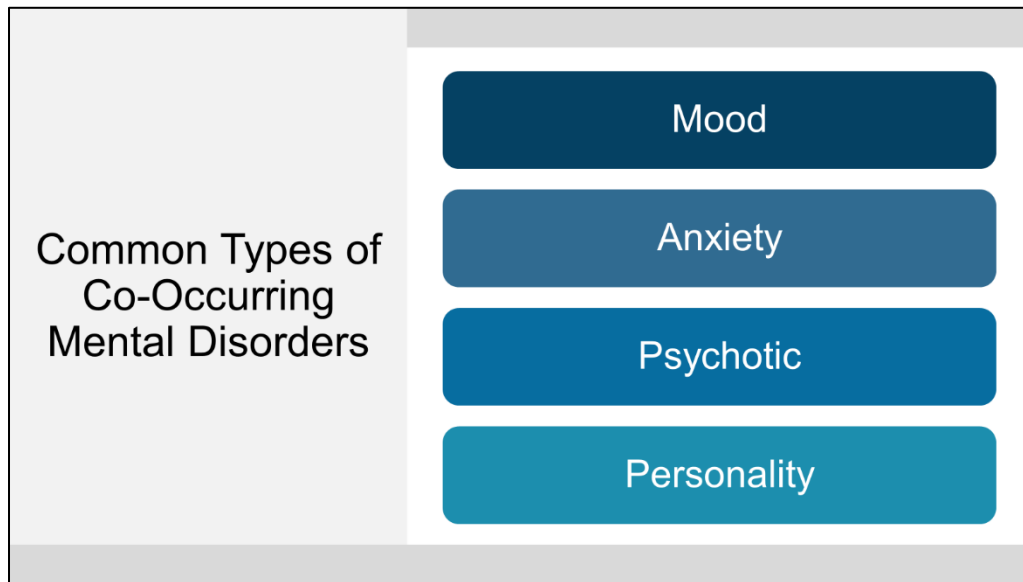 Common Types of
Co-Occurring
Mental Disorders
Mood
Anxiety
Psychotic
Personality